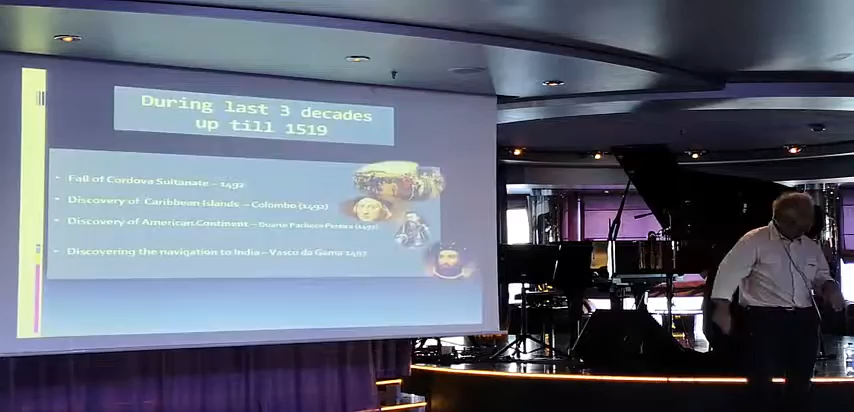 During last 3 decades
up till 1519
Fall of Cordova Sultanate – 1492
Discovery of Caribbean Islands – Colombo (1492)
Discovery of American Continent – Duarte Pacheco Pereira (1497)
Discovering the navigation to India – Vasco da Gama 1497